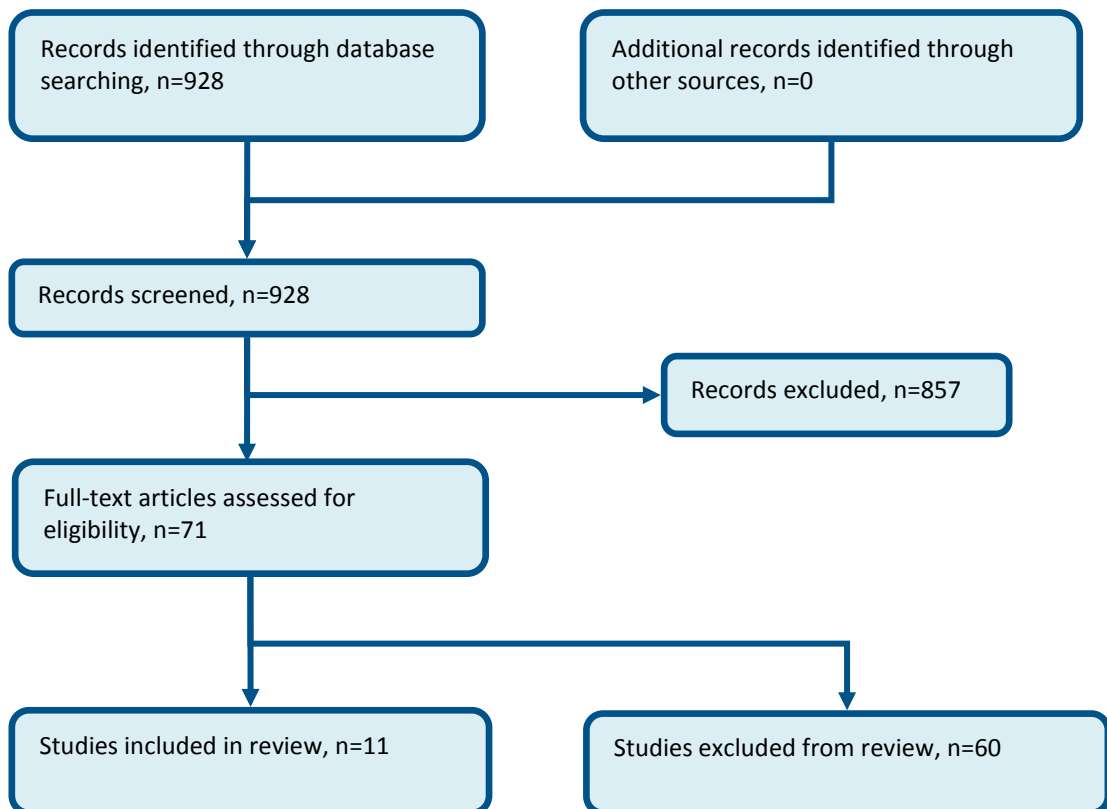 Records identified through database
searching, n=928
Additional records identified through
other sources, n=0
Records screened, n=928
Records excluded, n=857
Full-text articles assessed for
eligibility, n=71
Studies included in review, n=11
Studies excluded from review, n=60